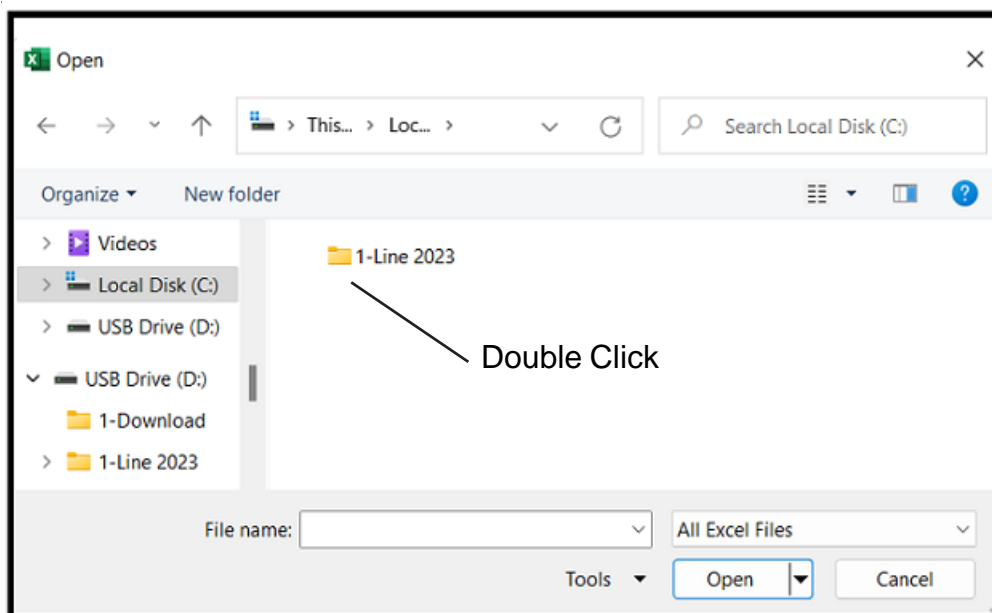 Open
This... > Loc... >
Search Local Disk (C:)
Organize
New folder
Videos
1-Line 2023
Local Disk (C:)
USB Drive (D:)
Double Click
USB Drive (D:)
1-Download
1-Line 2023
File name:
All Excel Files
Tools
Open
Cancel